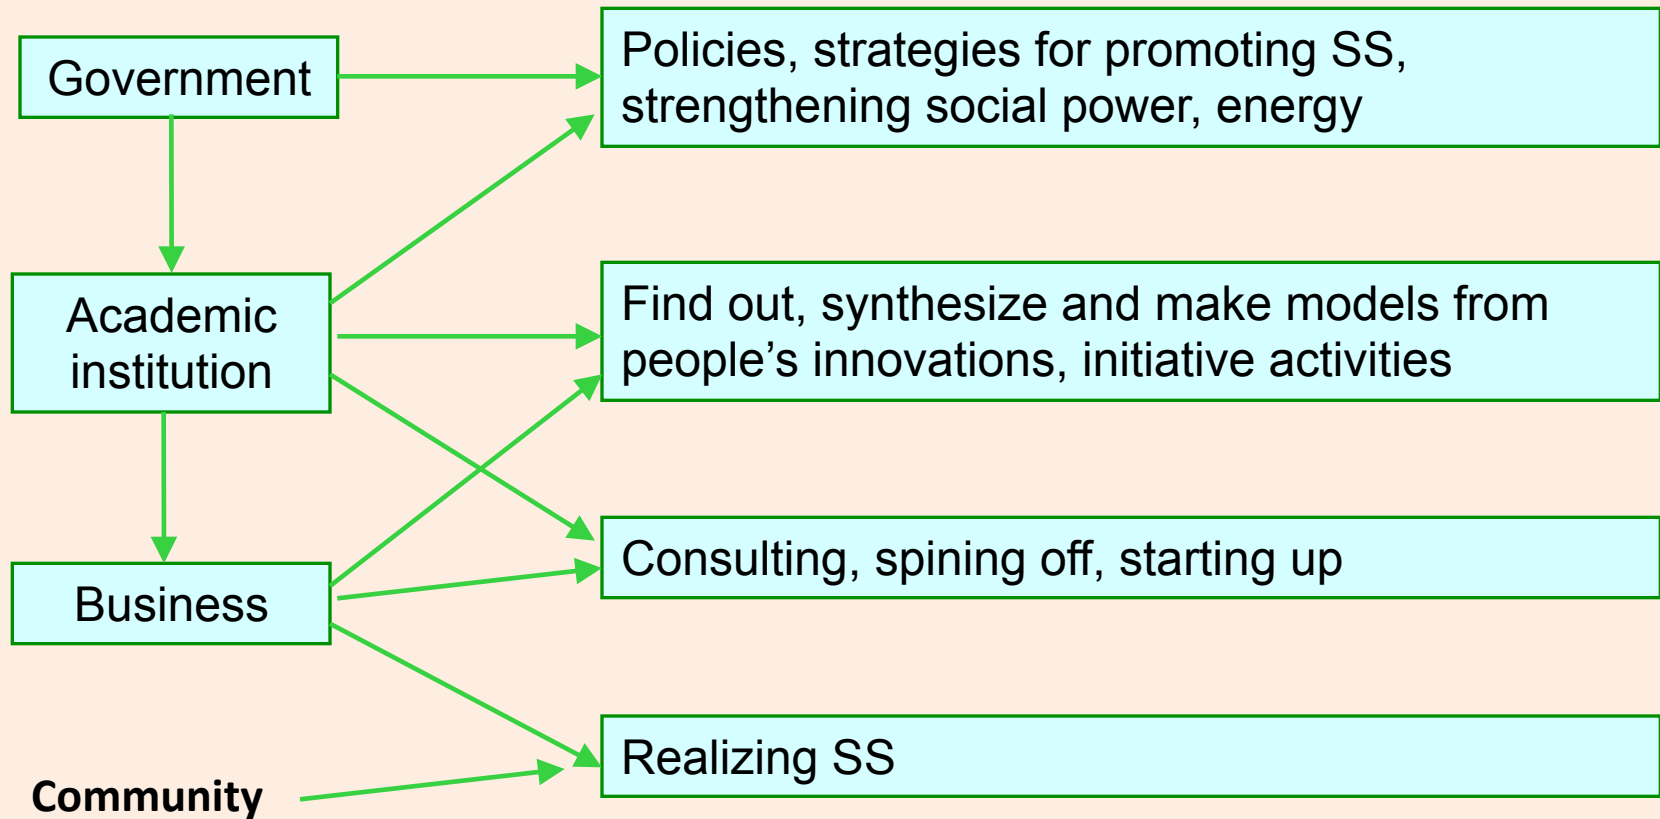 Government
Policies, strategies for promoting SS,
strengthening social power, energy
Academic
institution
Find out, synthesize and make models from
people’s innovations, initiative activities
Business
Consulting, spining off, starting up
Community
Realizing SS